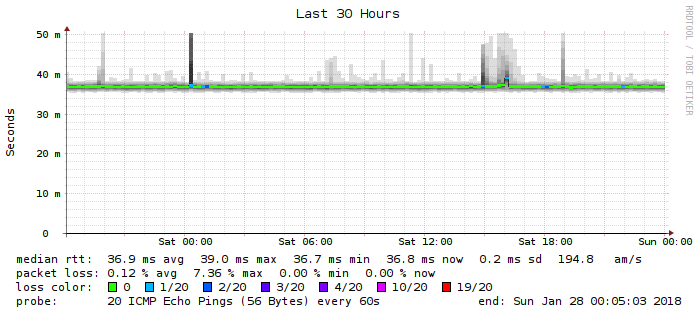 Last 30 Hours
RRDTOOL / TOBI OETIKER
Seconds
50 m
40 m
30 m
20 m
10 m
0
Sat 00:00 Sat 06:00 Sat 12:00 Sat 18:00 Sun 00:00
median rtt: 36.9 ms avg 39.0 ms max 36.7 ms min 36.8 ms now 0.2 ms sd 194.8 am/s
packet loss: 0.12 % avg 7.36 % max 0.00 % min 0.00 % now
loss color: 0 1/20 2/20 3/20 4/20 10/20 19/20
probe: 20 ICMP Echo Pings (56 Bytes) every 60s end: Sun Jan 28 00:05:03 2018